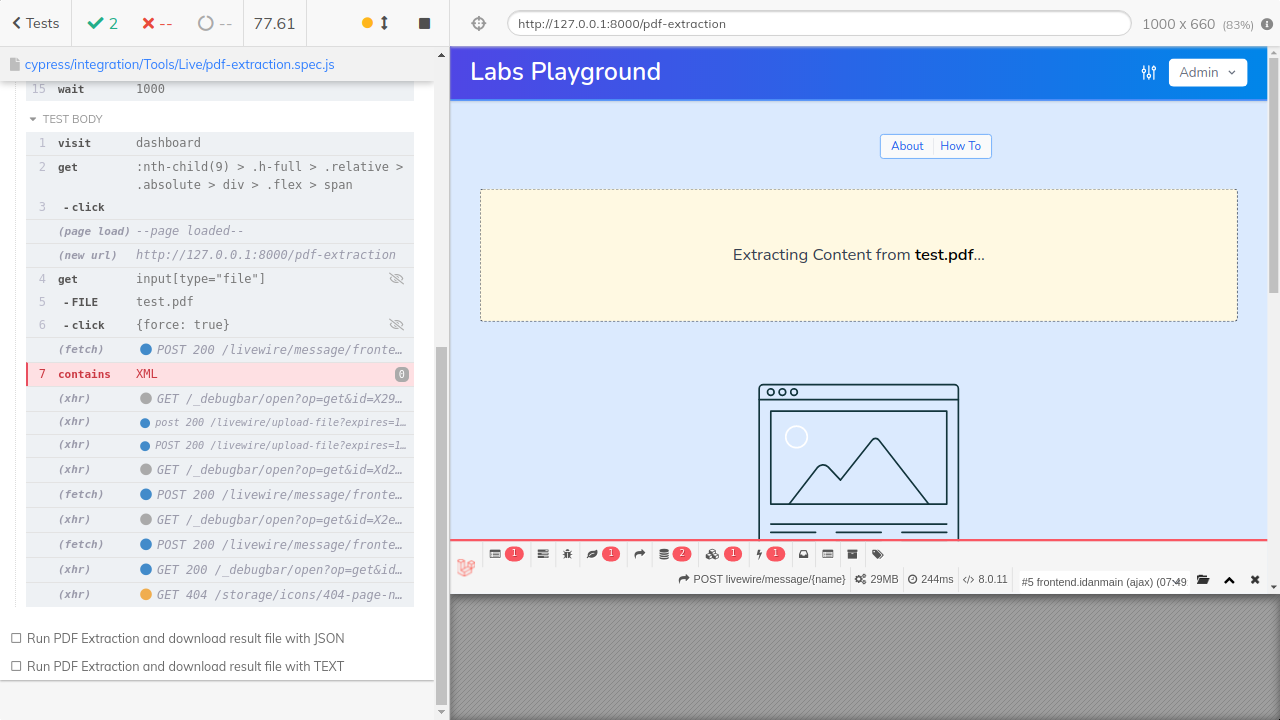 Tests
2
--
--
77.61
http://127.0.0.1:8000/pdf-extraction
1000 x 660 (83%)
cypress/integration/Tools/Live/pdf-extraction.spec.js
15 wait 1000
TEST BODY
1 visit dashboard
2 get :nth-child(9) > .h-full > .relative >
.absolute > div > .flex > span
3 -click
(page load) --page loaded--
(new url) http://127.0.0.1:8000/pdf-extraction
4 get input[type="file"]
5 -FILE test.pdf
6 -click {force: true}
(fetch) POST 200 /livewire/message/fronte…
7 contains XML 0
(xhr) GET /_debugbar/open?op=get&id=X29…
(xhr) post 200 /livewire/upload-file?expires=1…
(xhr) POST 200 /livewire/upload-file?expires=1…
(xhr) GET /_debugbar/open?op=get&id=Xd2…
(fetch) POST 200 /livewire/message/fronte…
(xhr) GET /_debugbar/open?op=get&id=X2e…
(fetch) POST 200 /livewire/message/fronte…
(xhr) GET 200 /_debugbar/open?op=get&id…
(xhr) GET 404 /storage/icons/404-page-n…
Run PDF Extraction and download result file with JSON
Run PDF Extraction and download result file with TEXT
Labs Playground
Admin
About How To
Extracting Content from test.pdf...
1 1 2 1 1
POST livewire/message/{name} 29MB 244ms </> 8.0.11 #5 frontend.idanmain (ajax) (07:49